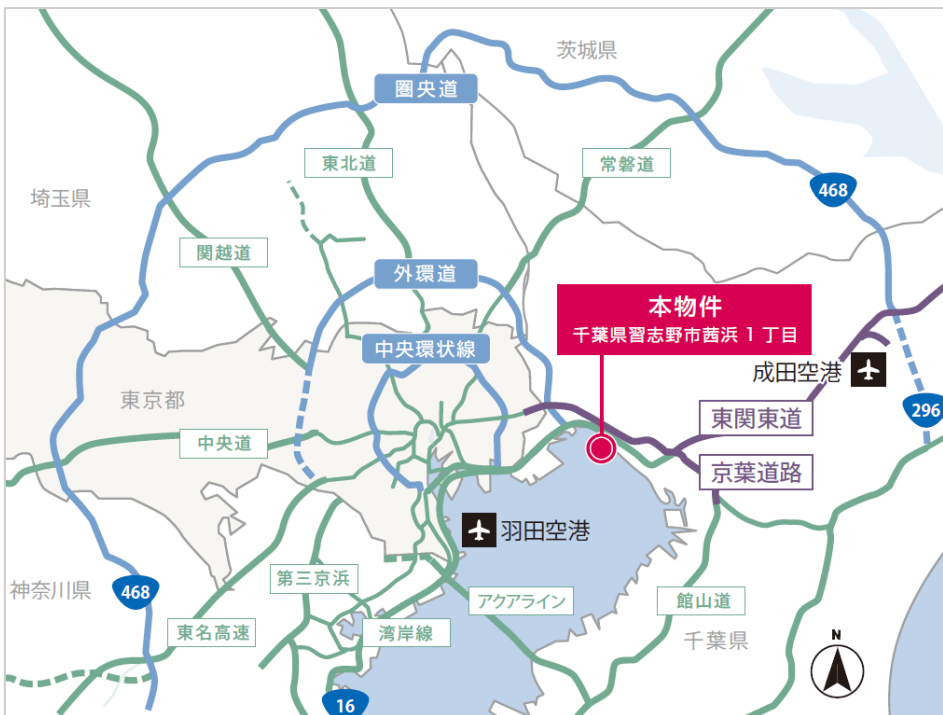 茨城県
圏央道
東北道
常磐道
468
埼玉県
関越道
外環道
本物件
千葉県習志野市茜浜 1 丁目
中央環状線
成田空港
東京都
296
東関東道
中央道
京葉道路
羽田空港
第三京浜
神奈川県
468
アクアライン
館山道
東名高速
湾岸線
千葉県
N
16